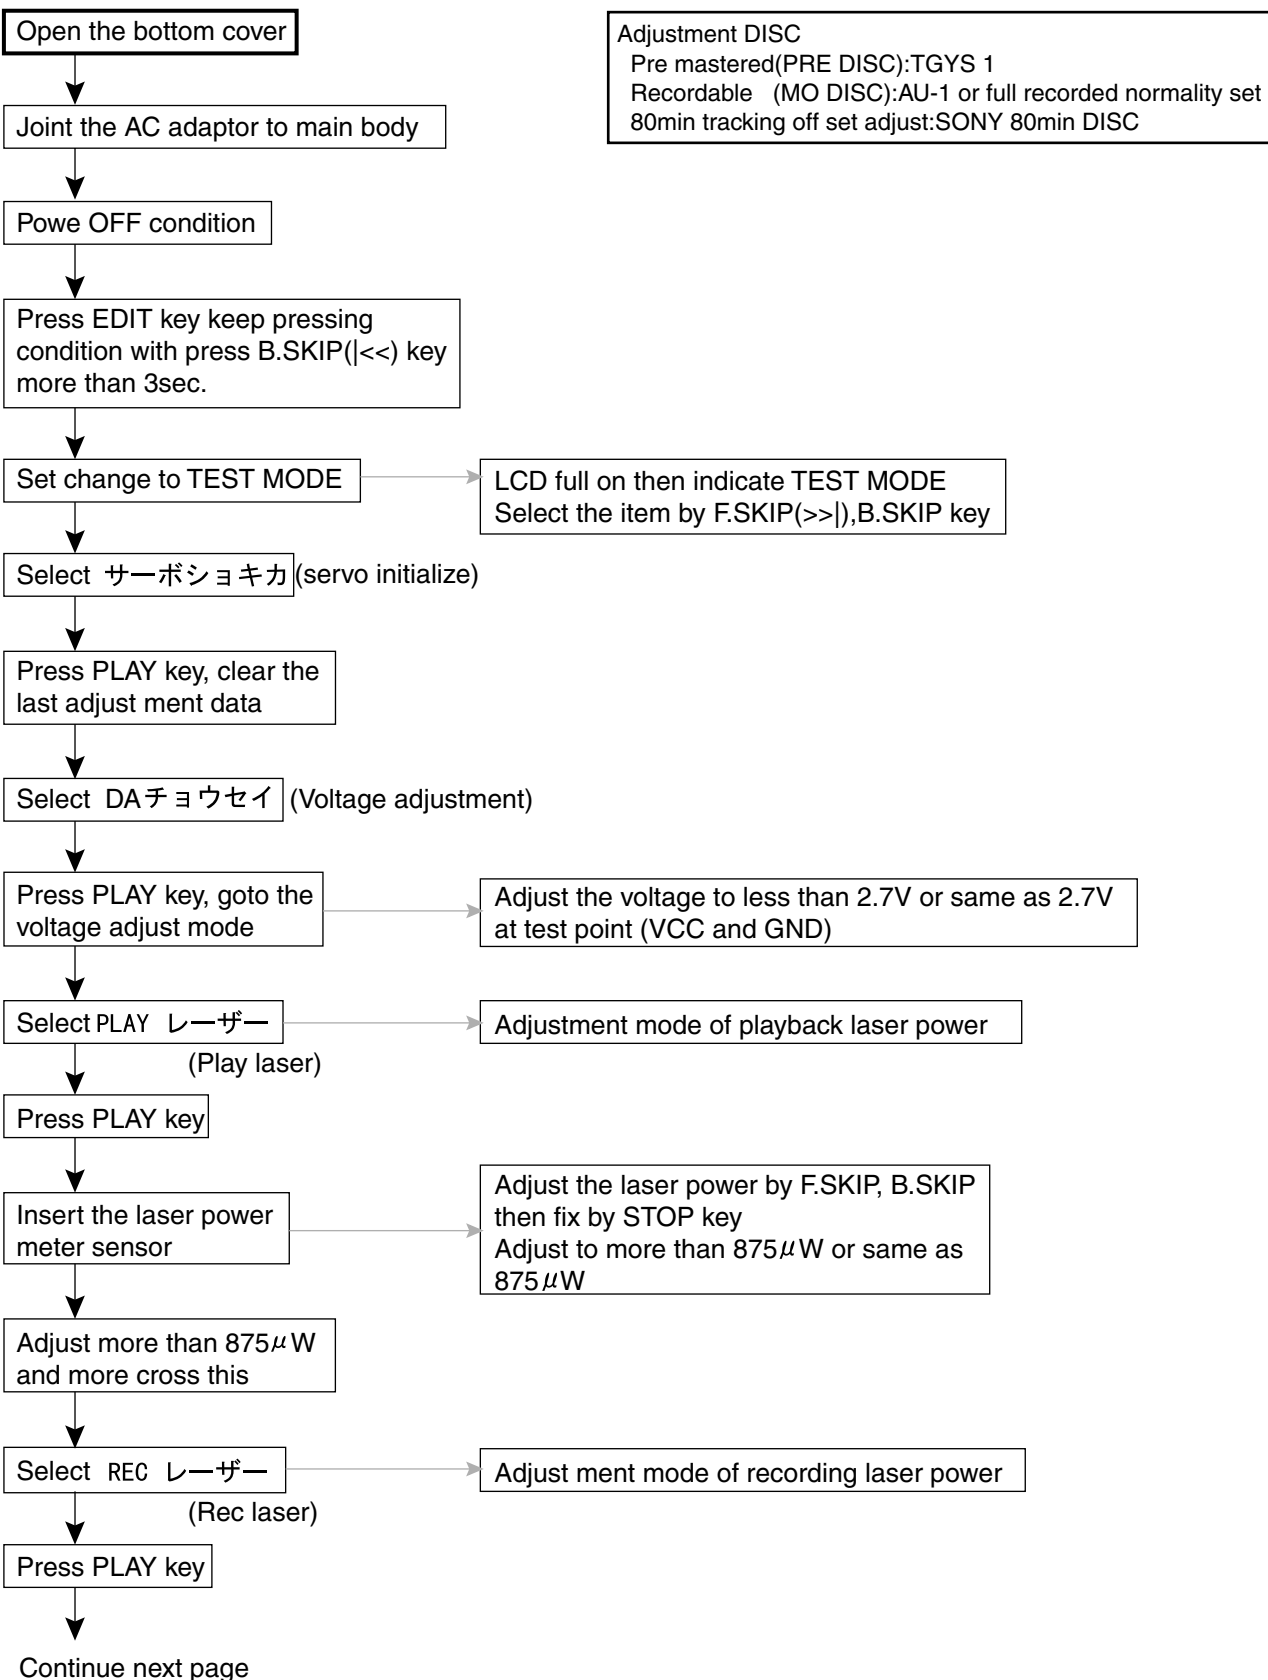 Open the bottom cover
Adjustment DISC
Pre mastered(PRE DISC):TGYS 1
Recordable (MO DISC):AU-1 or full recorded normality set
80min tracking off set adjust:SONY 80min DISC
Joint the AC adaptor to main body
Powe OFF condition
Press EDIT key keep pressing
condition with press B.SKIP(|<<) key
more than 3sec.
Set change to TEST MODE
LCD full on then indicate TEST MODE
Select the item by F.SKIP(>>|),B.SKIP key
Select サーボショキカ(servo initialize)
Press PLAY key, clear the
last adjust ment data
Select DAチョウセイ (Voltage adjustment)
Press PLAY key, goto the
voltage adjust mode
Adjust the voltage to less than 2.7V or same as 2.7V
at test point (VCC and GND)
Select PLAY レーザー
(Play laser)
Adjustment mode of playback laser power
Press PLAY key
Insert the laser power
meter sensor
Adjust the laser power by F.SKIP, B.SKIP
then fix by STOP key
Adjust to more than 875μW or same as
875μW
Adjust more than 875μW
and more cross this
Select REC レーザー
(Rec laser)
Adjust ment mode of recording laser power
Press PLAY key
Continue next page